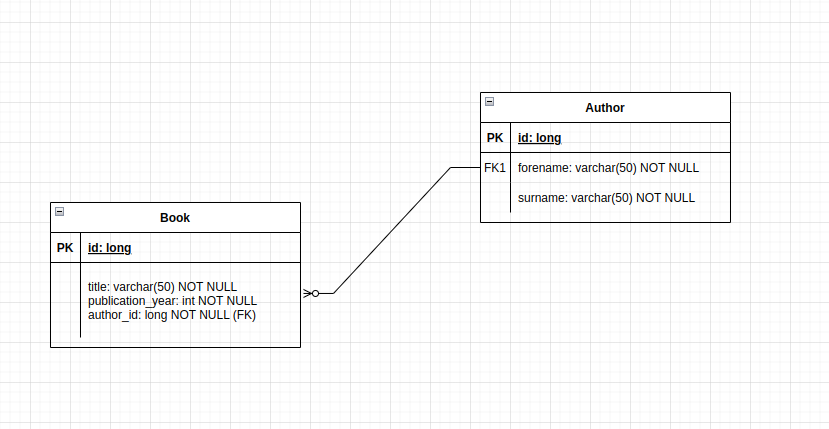 Author
PK id: long
FK1 forename: varchar(50) NOT NULL
surname: varchar(50) NOT NULL
Book
PK id: long
title: varchar(50) NOT NULL
publication_year: int NOT NULL
author_id: long NOT NULL (FK)